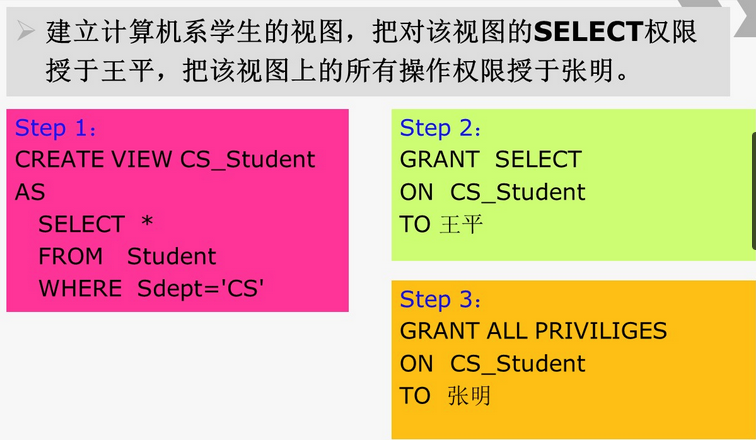 ➢ 建立计算机系学生的视图，把对该视图的SELECT权限
授于王平，把该视图上的所有操作权限授于张明。
Step 1：
CREATE VIEW CS_Student
AS
SELECT *
FROM Student
WHERE Sdept='CS'
Step 2：
GRANT SELECT
ON CS_Student
TO 王平
Step 3：
GRANT ALL PRIVILIGES
ON CS_Student
TO 张明